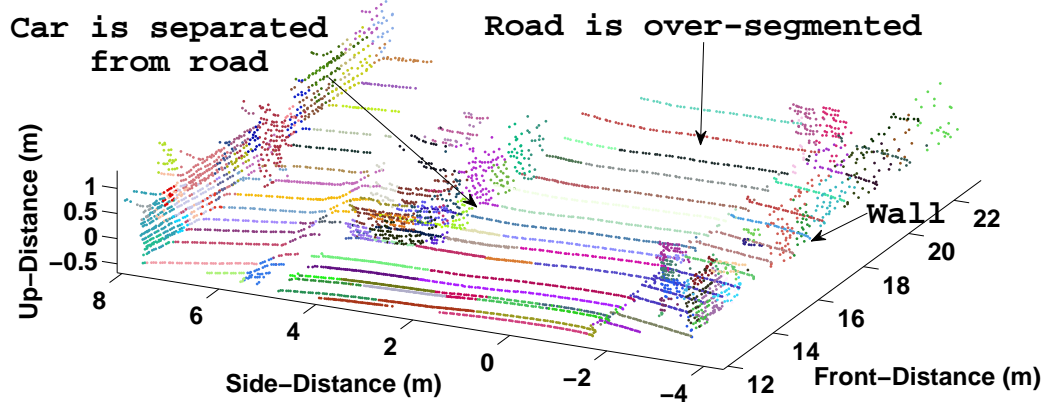 Car is separated
from road
Road is over-segmented
Wall
Up−Distance (m)
1
0.5
0
−0.5
8
6
4
2
0
−2
−4
Side−Distance (m)
12
14
16
18
20
22
Front−Distance (m)